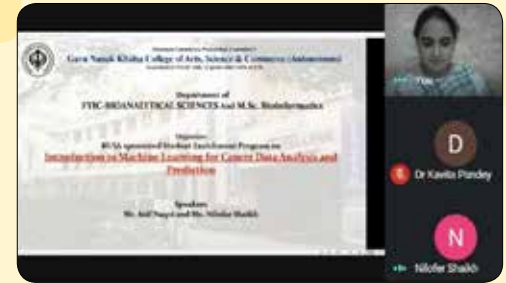 Guru Nanak Khalsa College of Arts, Science & Commerce (Autonomous)
Department of
FYIC-BIOANALYTICAL SCIENCES and M.Sc. Bioinformatics
Organizes
RUSA sponsored Student Enrichment Program on
Introduction to Machine Learning for Cancer Data Analysis and
Prediction
Speakers
and Ms. Nilofer Shaikh
You
D
Dr Kavita Pandey
N
Nilofer Shaikh